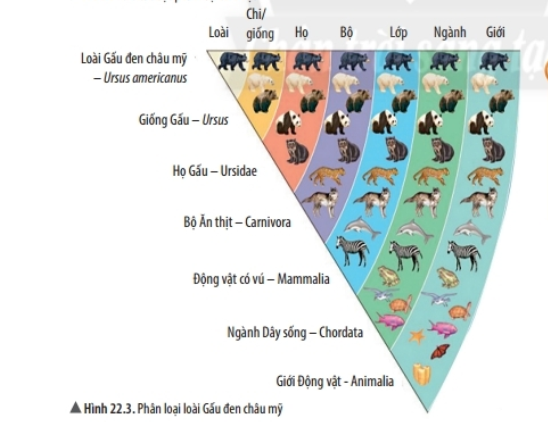 Chi/
Loài giống Họ Bộ Lớp Ngành Giới
Loài Gấu đen châu mỹ
– Ursus americanus
Giống Gấu – Ursus
Họ Gấu – Ursidae
Bộ Ăn thịt – Carnivora
Động vật có vú – Mammalia
Ngành Dây sống – Chordata
Giới Động vật - Animalia
▲ Hình 22.3. Phân loại loài Gấu đen châu mỹ